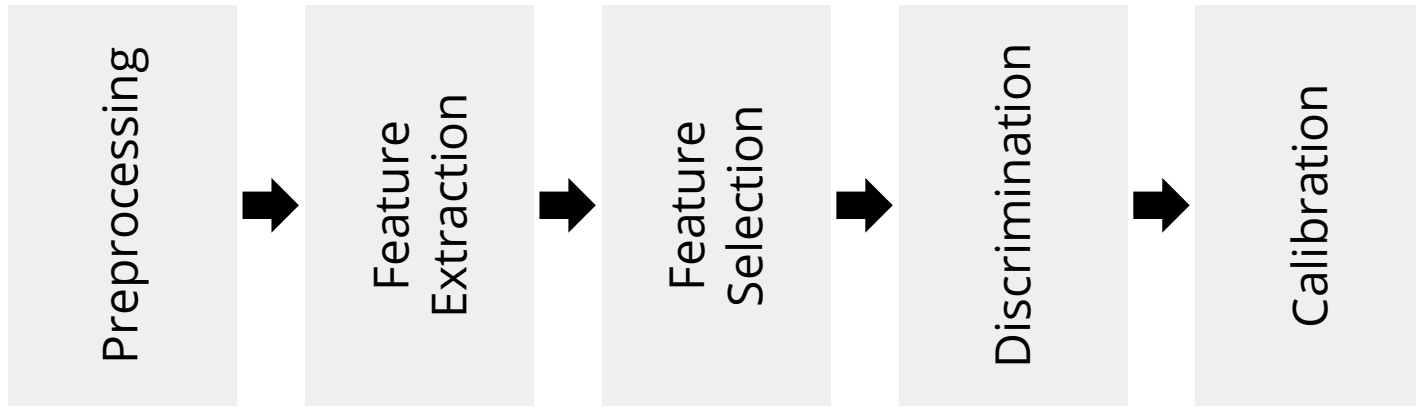 Preprocessing
Feature
Extraction
Feature
Selection
Discrimination
Calibration